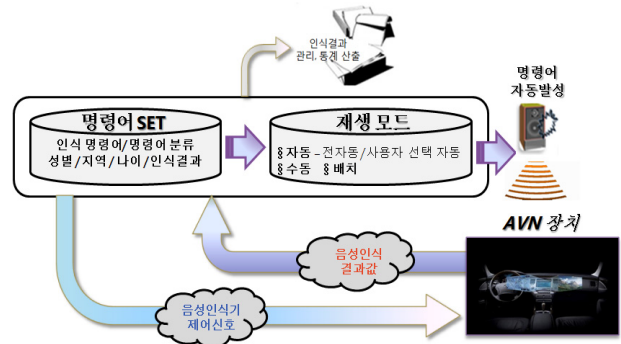 인식결과
관리, 통계 산출
명령어
자동발성
명령어 SET
인식 명령어/명령어 분류
성별/지역/나이/인식결과
재생 모드
§자동 – 전자동/사용자 선택 자동
§수동 §배치
AVN 장치
음성인식
결과값
음성인식기
제어신호